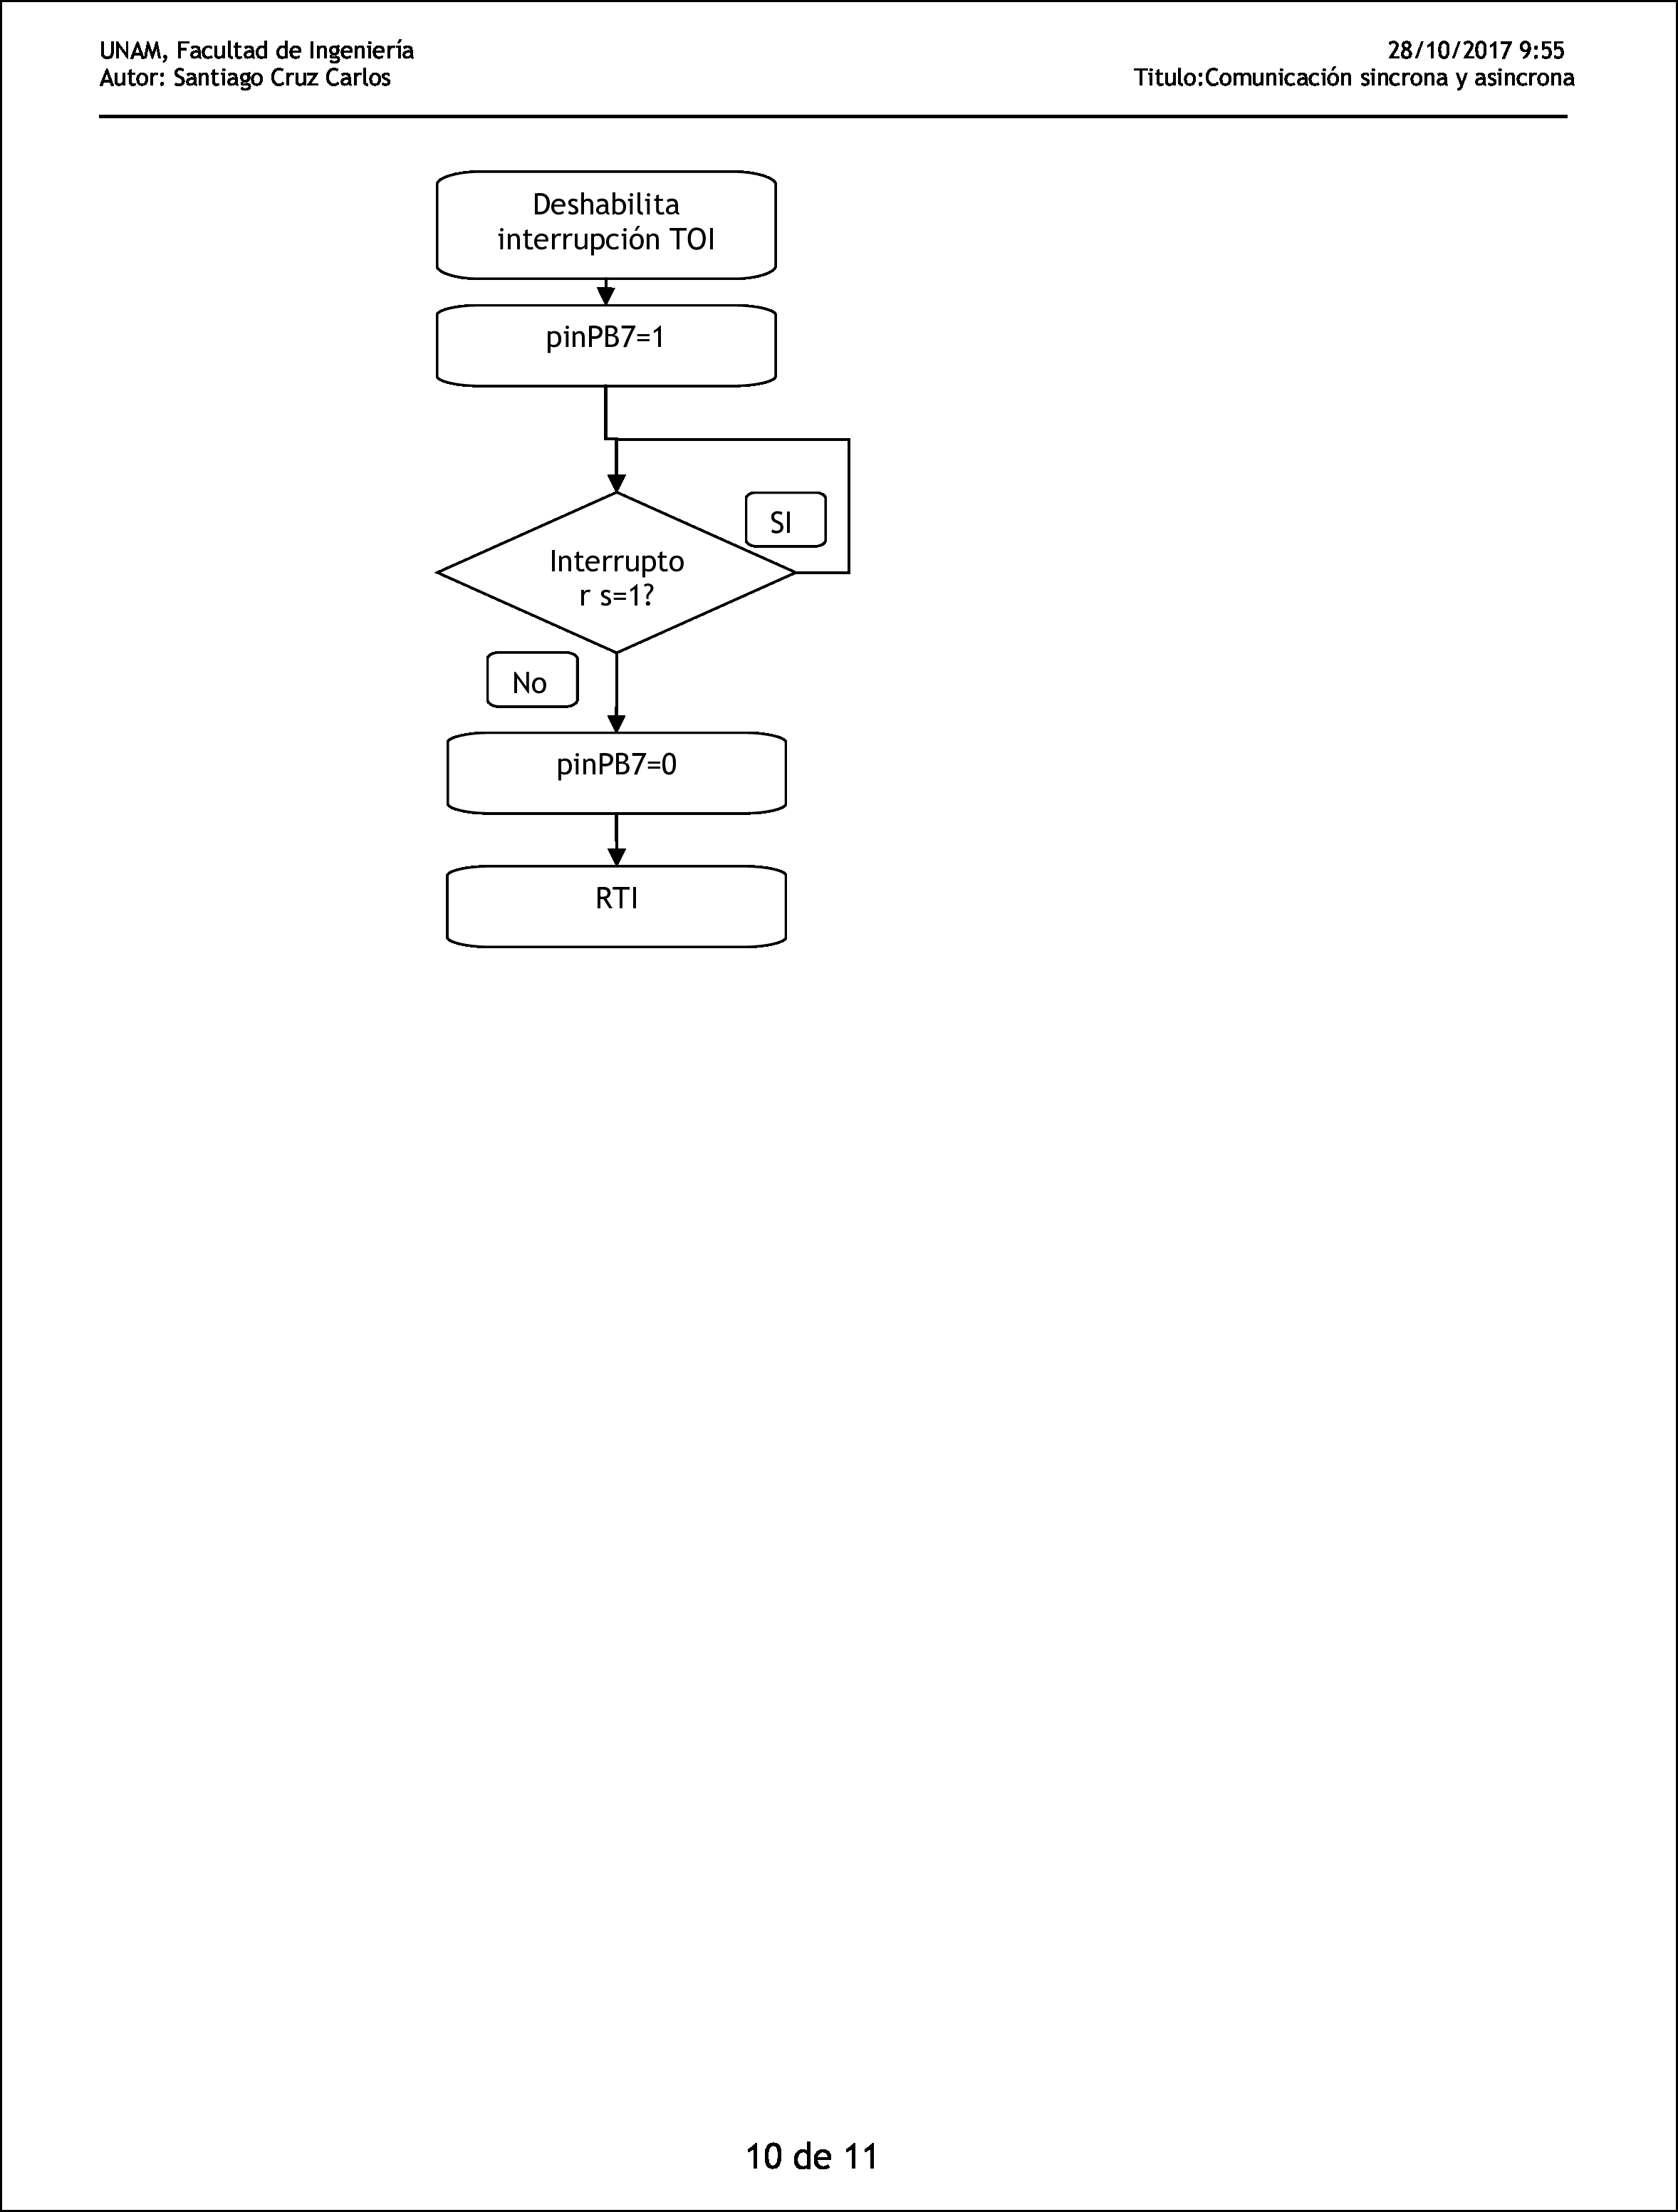 UNAM, Facultad de Ingeniería
28/10/2017 9:55
Autor: Santiago Cruz Carlos
Titulo:Comunicación sincrona y asincrona
Deshabilita
interrupción TOI
pinPB7=1
SI
Interrupto
r s=1?
No
pinPB7=0
RTI
10 de 11